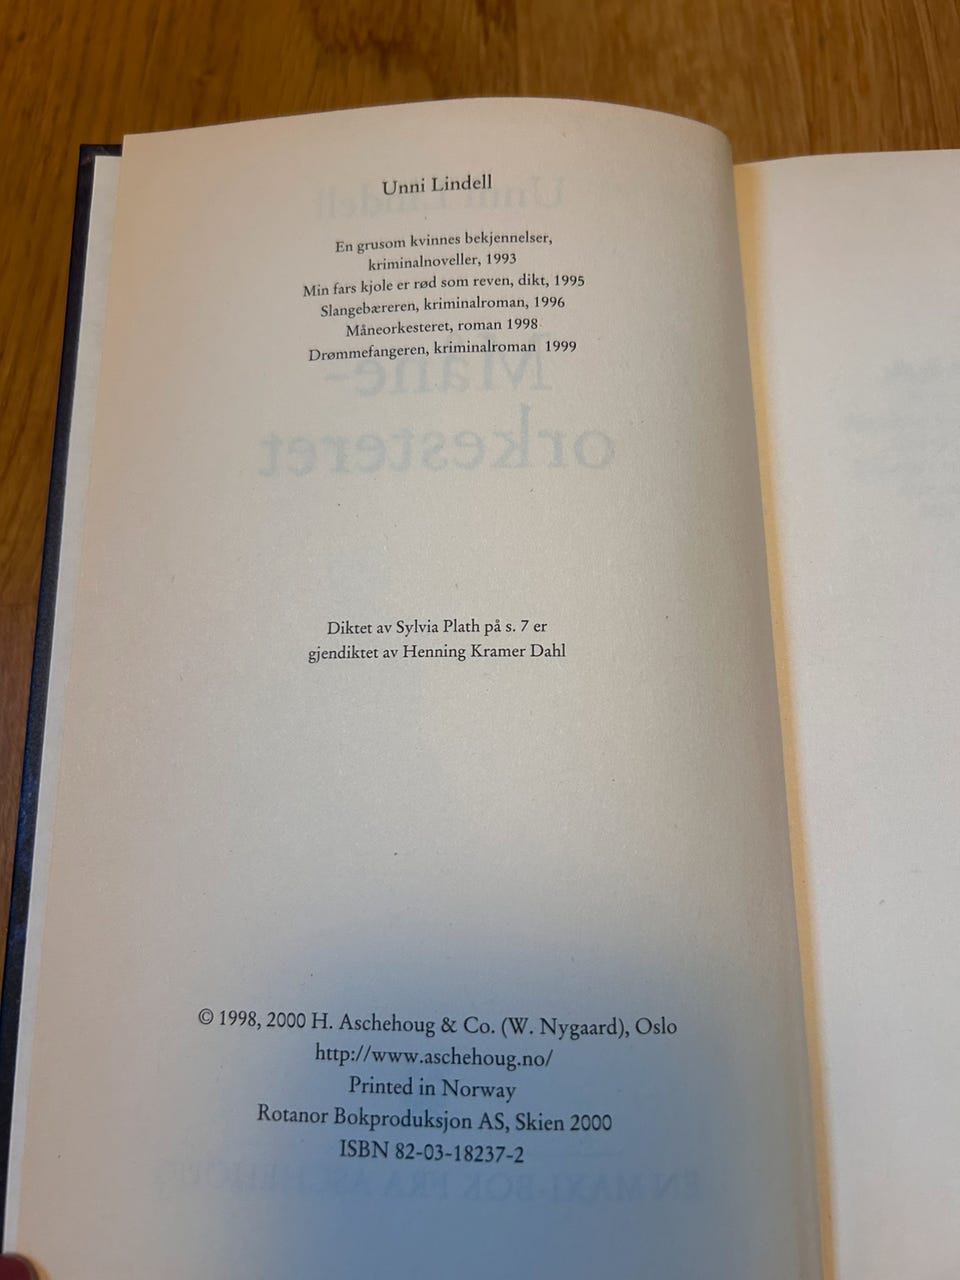 Unni Lindell
En grusom kvinnes bekjennelser,
kriminalnoveller, 1993
Min fars kjole er rød som reven, dikt, 1995
Slangebæreren, kriminalroman, 1996
Måneorkesteret, roman 1998
Drømmefangeren, kriminalroman 1999
Diktet av Sylvia Plath på s. 7 er
gjendiktet av Henning Kramer Dahl
© 1998, 2000 H. Aschehoug & Co. (W. Nygaard), Oslo
http://www.aschehoug.no/
Printed in Norway
Rotanor Bokproduksjon AS, Skien 2000
ISBN 82-03-18237-2